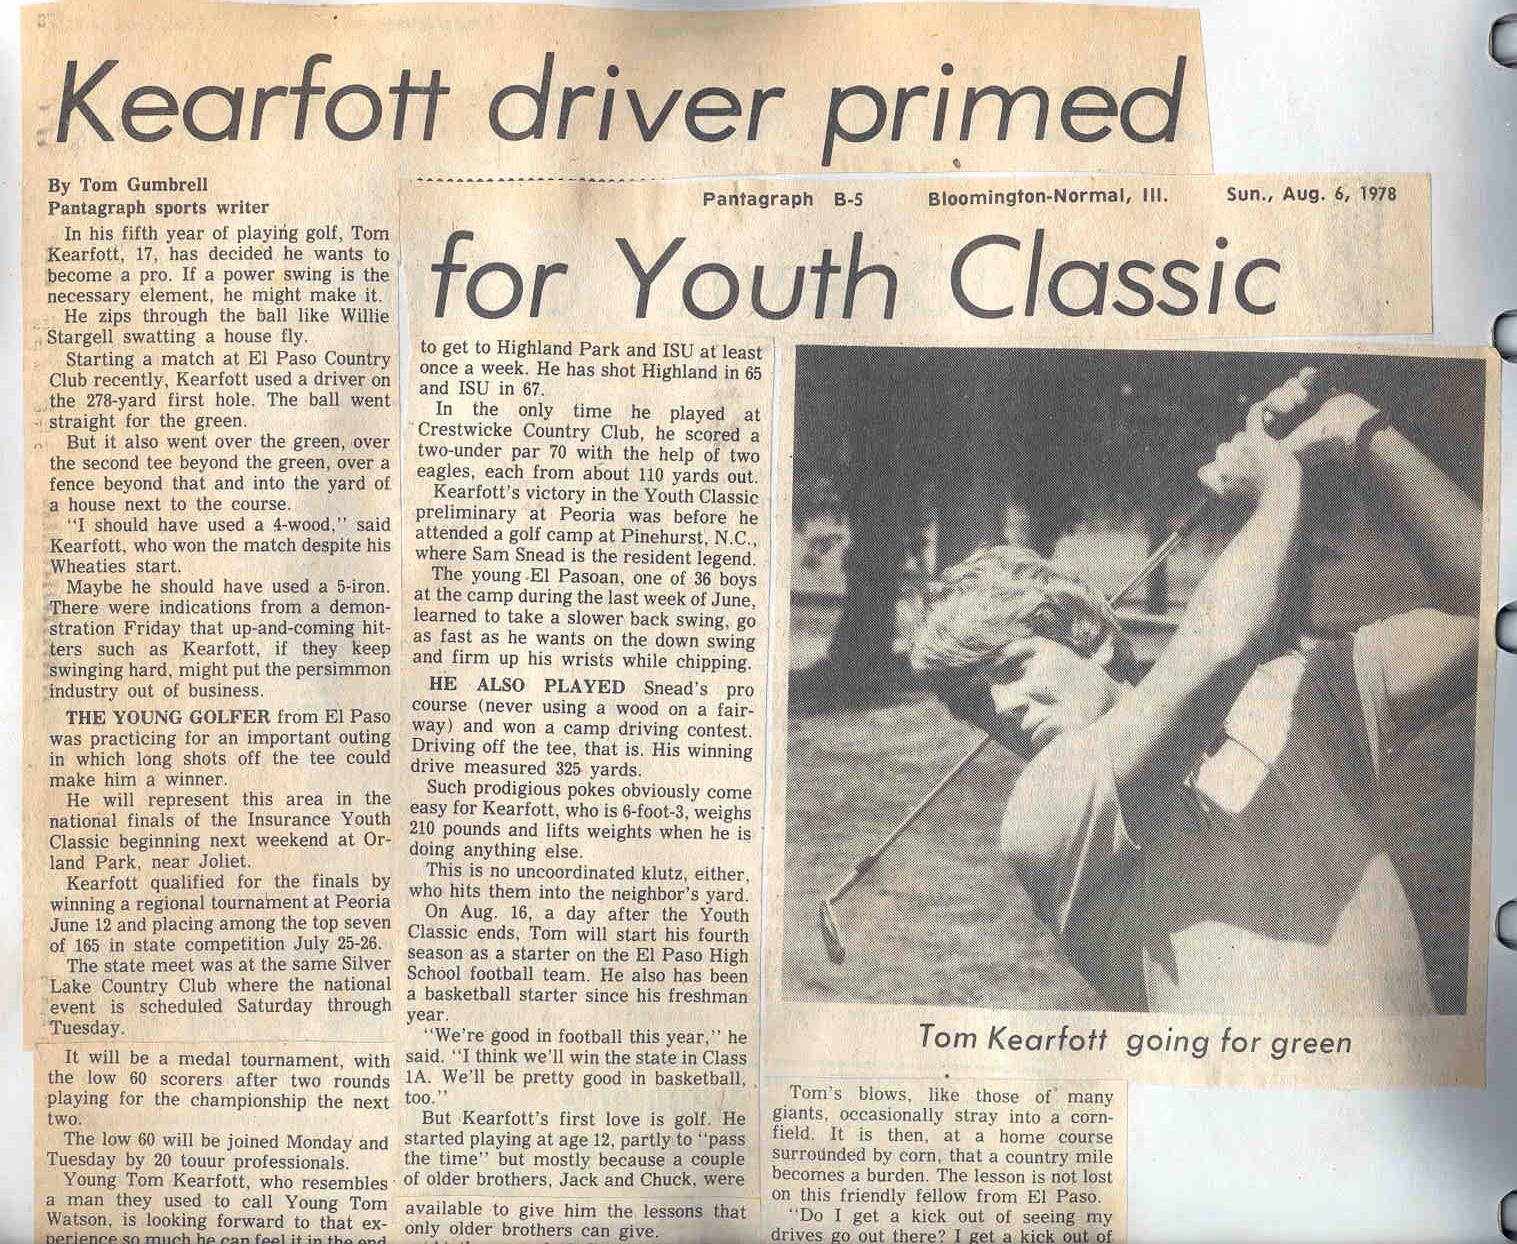 Kearfott driver primed
Pantagraph B-5 Bloomington-Normal, Ill. Sun., Aug. 6, 1978
for Youth Classic
By Tom Gumbrell
Pantagraph sports writer
In his fifth year of playing golf, Tom
Kearfott, 17, has decided he wants to
become a pro. If a power swing is the
necessary element, he might make it.
He zips through the ball like Willie
Stargell swatting a house fly.
Starting a match at El Paso Country
Club recently, Kearfott used a driver on
the 278-yard first hole. The ball went
straight for the green.
But it also went over the green, over
the second tee beyond the green, over a
fence beyond that and into the yard of
a house next to the course.
"I should have used a 4-wood," said
Kearfott, who won the match despite his
Wheaties start.
Maybe he should have used a 5-iron.
There were indications from a demon-
stration Friday that up-and-coming hit-
ters such as Kearfott, if they keep
swinging hard, might put the persimmon
industry out of business.
THE YOUNG GOLFER from El Paso
was practicing for an important outing
in which long shots off the tee could
make him a winner.
He will represent this area in the
national finals of the Insurance Youth
Classic beginning next weekend at Or-
land Park, near Joliet.
Kearfott qualified for the finals by
winning a regional tournament at Peoria
June 12 and placing among the top seven
of 165 in state competition July 25-26.
The state meet was at the same Silver
Lake Country Club where the national
event is scheduled Saturday through
Tuesday.
It will be a medal tournament, with
the low 60 scorers after two rounds
playing for the championship the next
two.
The low 60 will be joined Monday and
Tuesday by 20 touur professionals.
Young Tom Kearfott, who resembles
a man they used to call Young Tom
Watson, is looking forward to that ex-
perience so much he can feel it in the end
to get to Highland Park and ISU at least
once a week. He has shot Highland in 65
and ISU in 67.
In the only time he played at
Crestwicke Country Club, he scored a
two-under par 70 with the help of two
eagles, each from about 110 yards out.
Kearfott's victory in the Youth Classic
preliminary at Peoria was before he
attended a golf camp at Pinehurst, N.C.,
where Sam Snead is the resident legend.
The young El Pasoan, one of 36 boys
at the camp during the last week of June,
learned to take a slower back swing, go
as fast as he wants on the down swing
and firm up his wrists while chipping.
HE ALSO PLAYED Snead's pro
course (never using a wood on a fair-
way) and won a camp driving contest.
Driving off the tee, that is. His winning
drive measured 325 yards.
Such prodigious pokes obviously come
easy for Kearfott, who is 6-foot-3, weighs
210 pounds and lifts weights when he is
doing anything else.
This is no uncoordinated klutz, either,
who hits them into the neighbor's yard.
On Aug. 16, a day after the Youth
Classic ends, Tom will start his fourth
season as a starter on the El Paso High
School football team. He also has been
a basketball starter since his freshman
year.
"We're good in football this year," he
said. "I think we'll win the state in Class
1A. We'll be pretty good in basketball,
too."
But Kearfott's first love is golf. He
started playing at age 12, partly to "pass
the time" but mostly because a couple
of older brothers, Jack and Chuck, were
available to give him the lessons that
only older brothers can give.
Tom Kearfott going for green
Tom's blows, like those of many
giants, occasionally stray into a corn-
field. It is then, at a home course
surrounded by corn, that a country mile
becomes a burden. The lesson is not lost
on this friendly fellow from El Paso.
"Do I get a kick out of seeing my
drives go out there? I get a kick out of